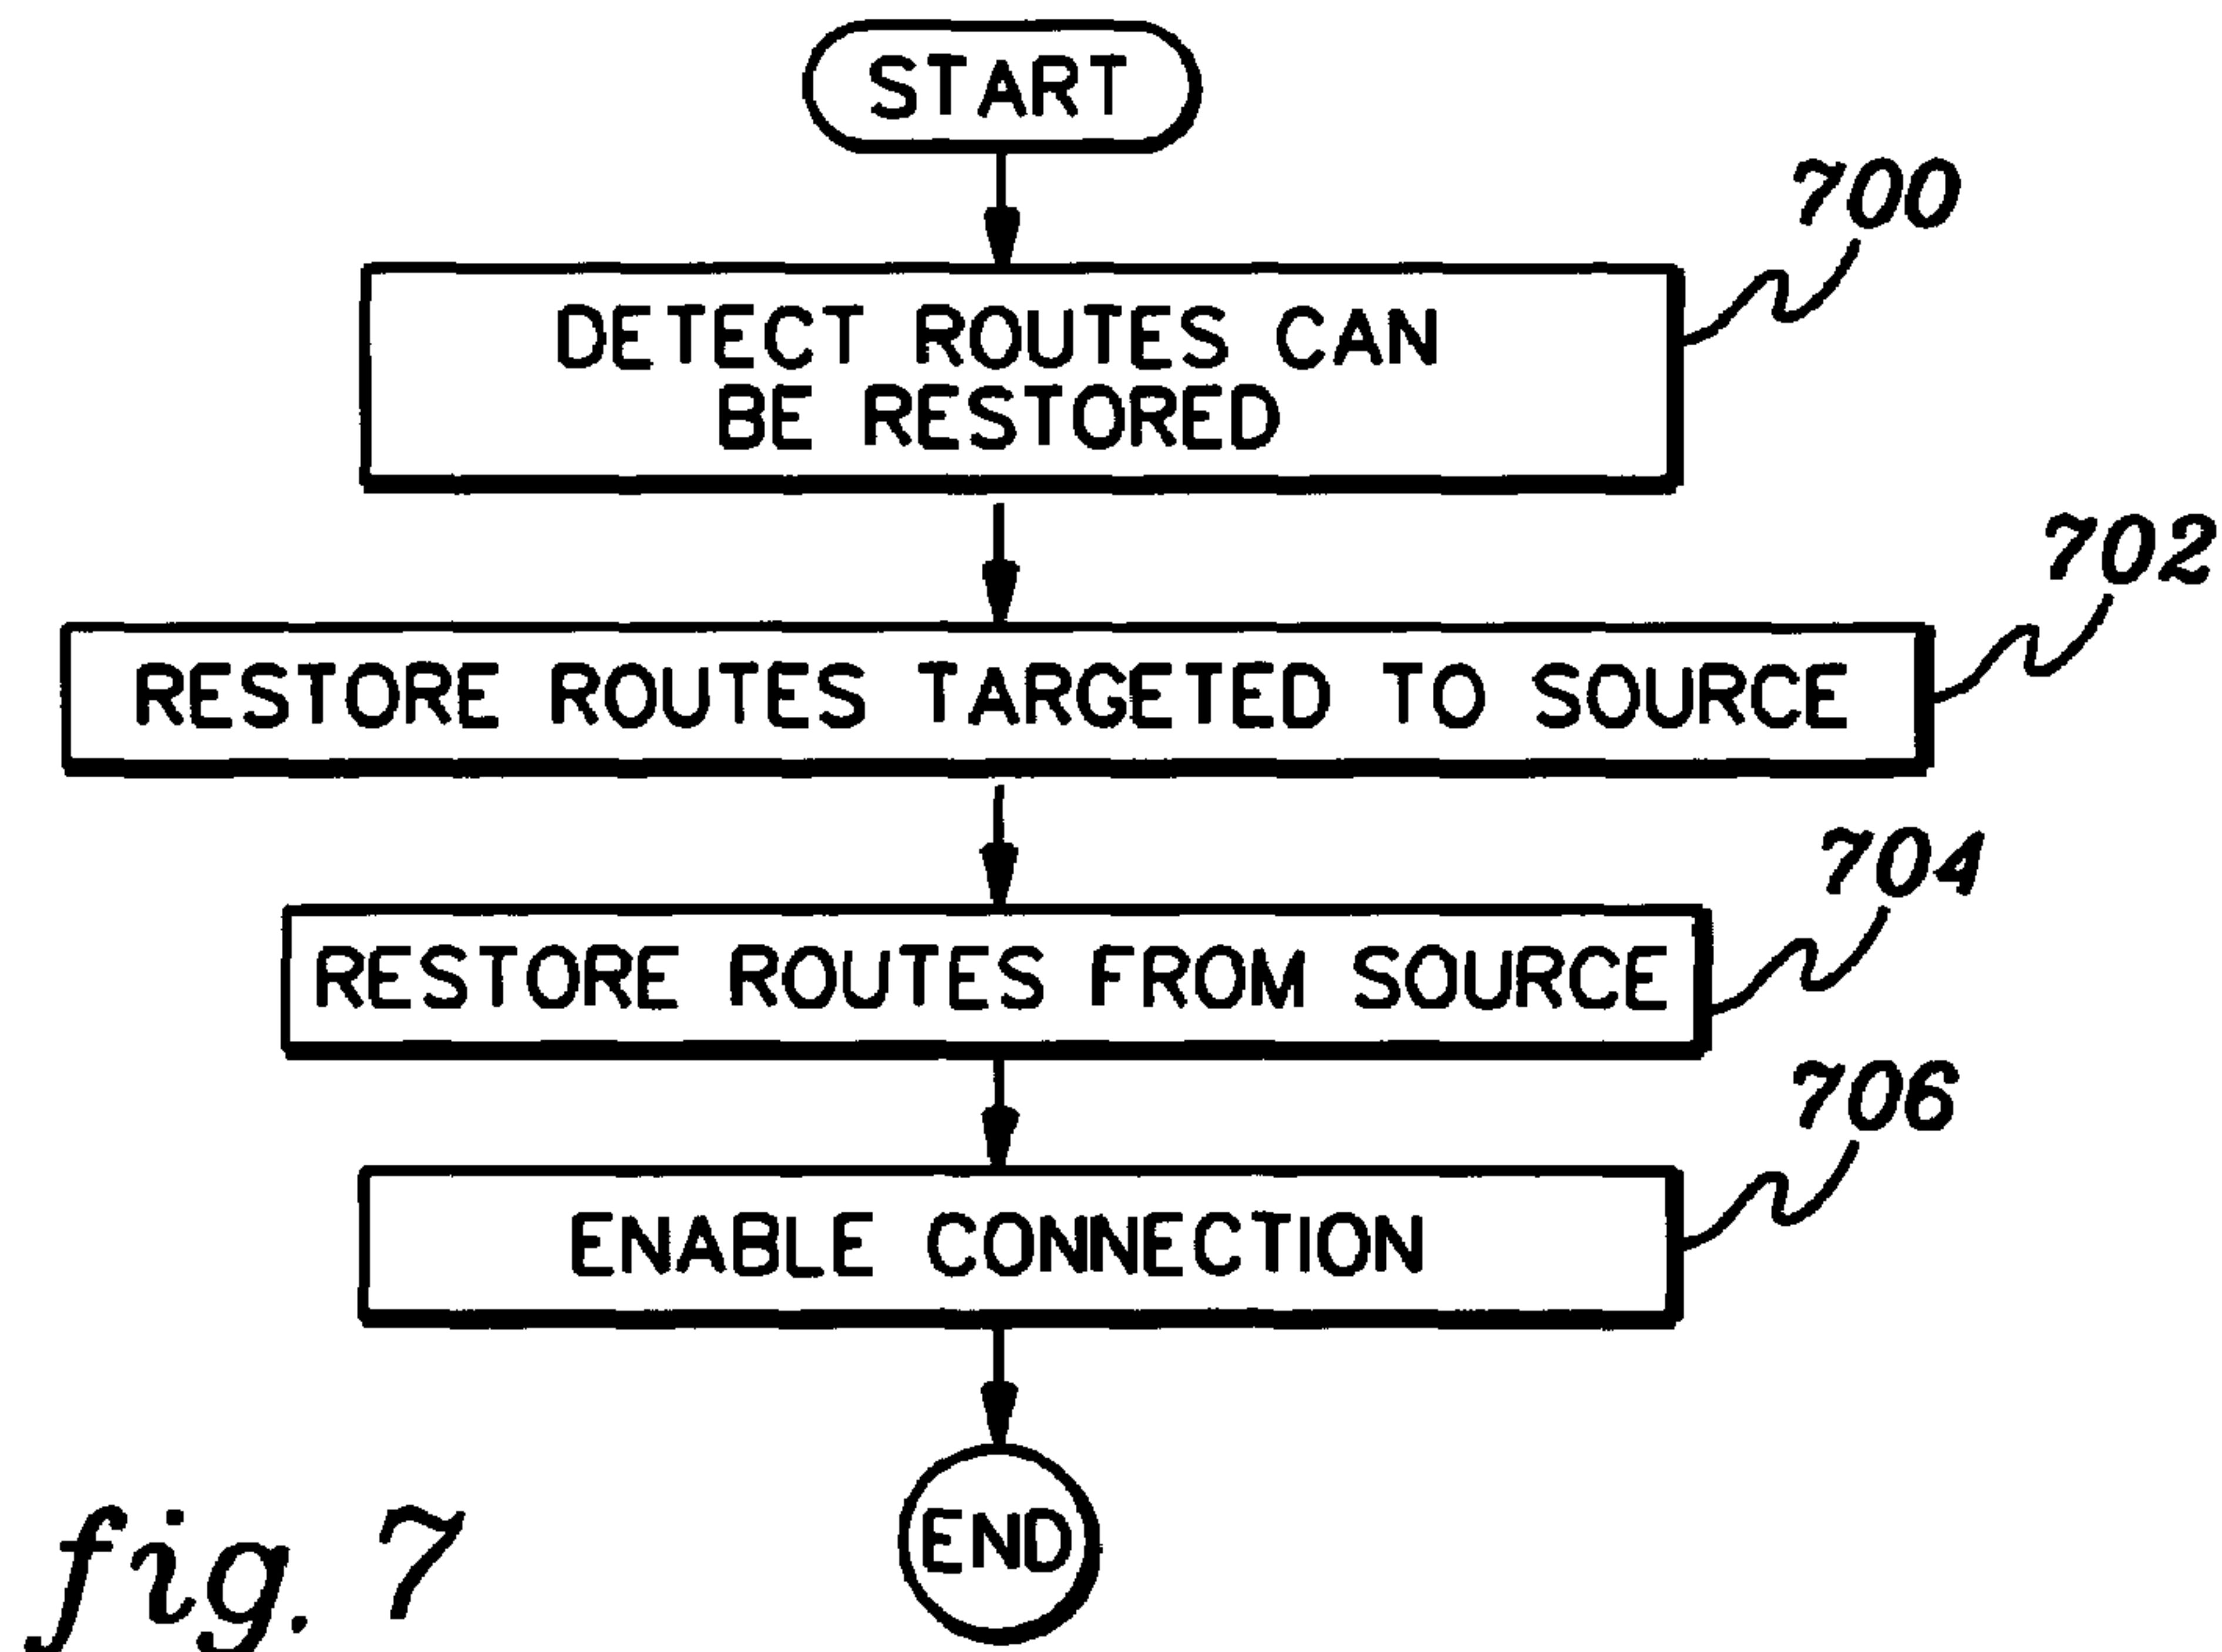 START
700
DETECT ROUTES CAN
BE RESTORED
702
RESTORE ROUTES TARGETED TO SOURCE
704
RESTORE ROUTES FROM SOURCE
706
ENABLE CONNECTION
END
fig. 7